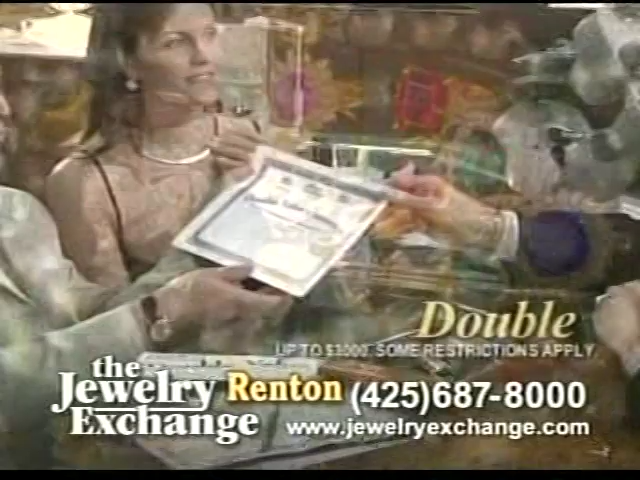 Double
UP TO $1000. SOME RESTRICTIONS APPLY
the
Jewelry
Exchange
Renton
(425)687-8000
www.jewelryexchange.com